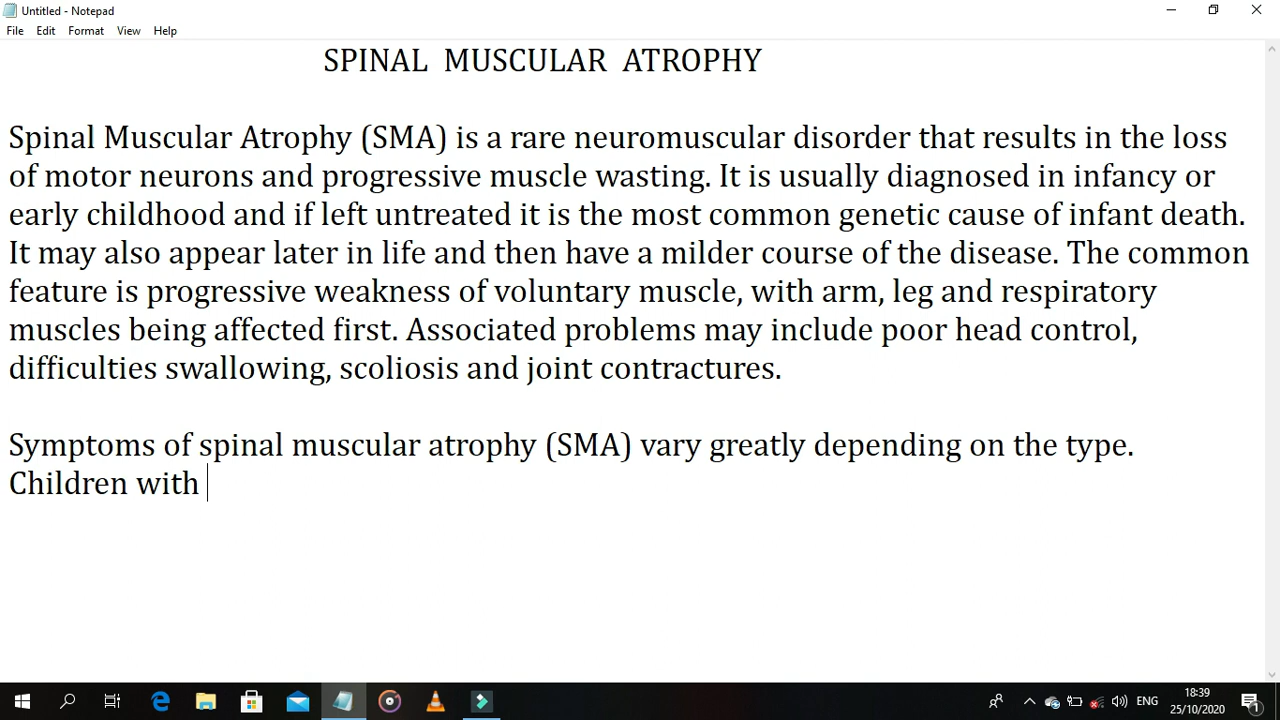 Untitled - Notepad
File Edit Format View Help
SPINAL MUSCULAR ATROPHY
Spinal Muscular Atrophy (SMA) is a rare neuromuscular disorder that results in the loss
of motor neurons and progressive muscle wasting. It is usually diagnosed in infancy or
early childhood and if left untreated it is the most common genetic cause of infant death.
It may also appear later in life and then have a milder course of the disease. The common
feature is progressive weakness of voluntary muscle, with arm, leg and respiratory
muscles being affected first. Associated problems may include poor head control,
difficulties swallowing, scoliosis and joint contractures.
Symptoms of spinal muscular atrophy (SMA) vary greatly depending on the type.
Children with
ENG
18:39
25/10/2020
1